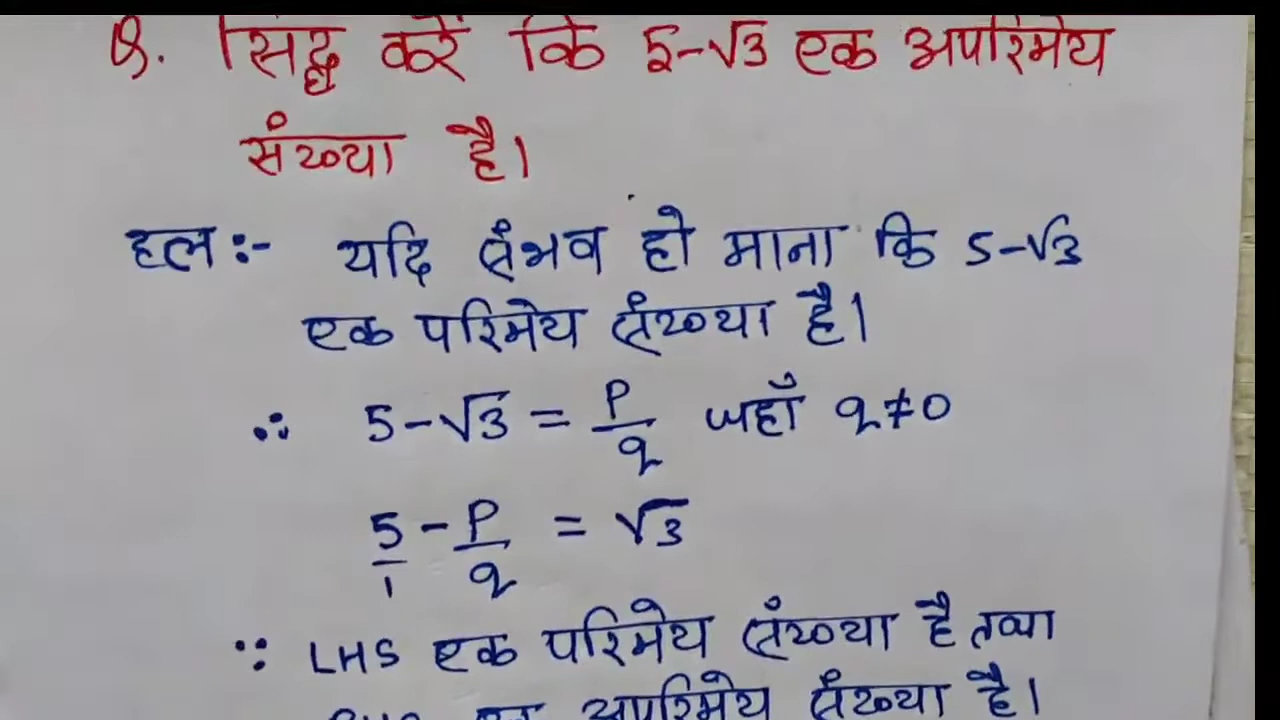 Q. सिद्ध करें कि 5-√3 एक अपरिमेय
संख्या है।
हल:- यदि संभव हो माना कि 5-√3
एक परिमेय संख्या है।
∴ 5-√3 = P/q जहाँ q≠0
5/1 - P/q = √3
∵ LHS एक परिमेय संख्या है तथा
अपरिमेय संख्या है।